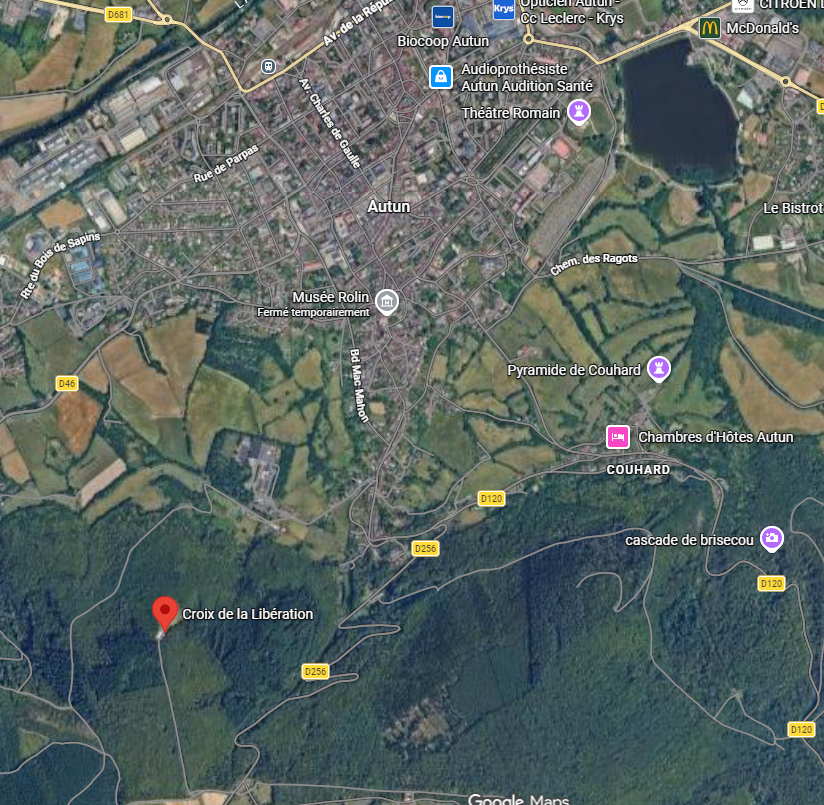 D681
Av. de la Répu
biocoop
Biocoop Autun
Krys
Opticien Autun -
Cc Leclerc - Krys
CITROËN
McDonald's
Audioprothésiste
Autun Audition Santé
Théâtre Romain
Av. Charles de Gaulle
Rue de Parpas
Autun
Le Bistrot
Rte du Bois de Sapins
Chem. des Ragots
Musée Rolin
Fermé temporairement
Bd Mac Mahon
D46
Pyramide de Couhard
Chambres d'Hôtes Autun
COUHARD
D120
D256
cascade de brisecou
D120
Croix de la Libération
D256
D120
Google Maps